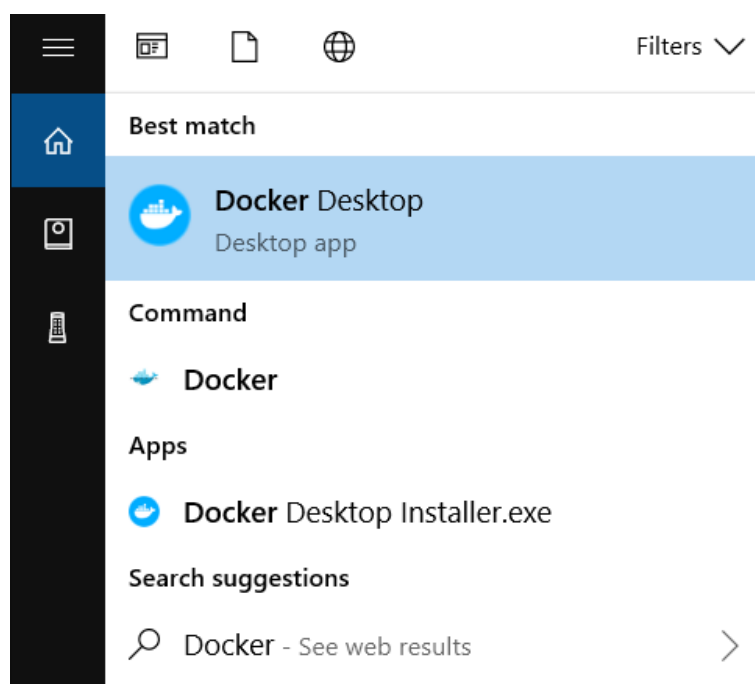 Filters
Best match
Docker Desktop
Desktop app
Command
Docker
Apps
Docker Desktop Installer.exe
Search suggestions
Docker - See web results